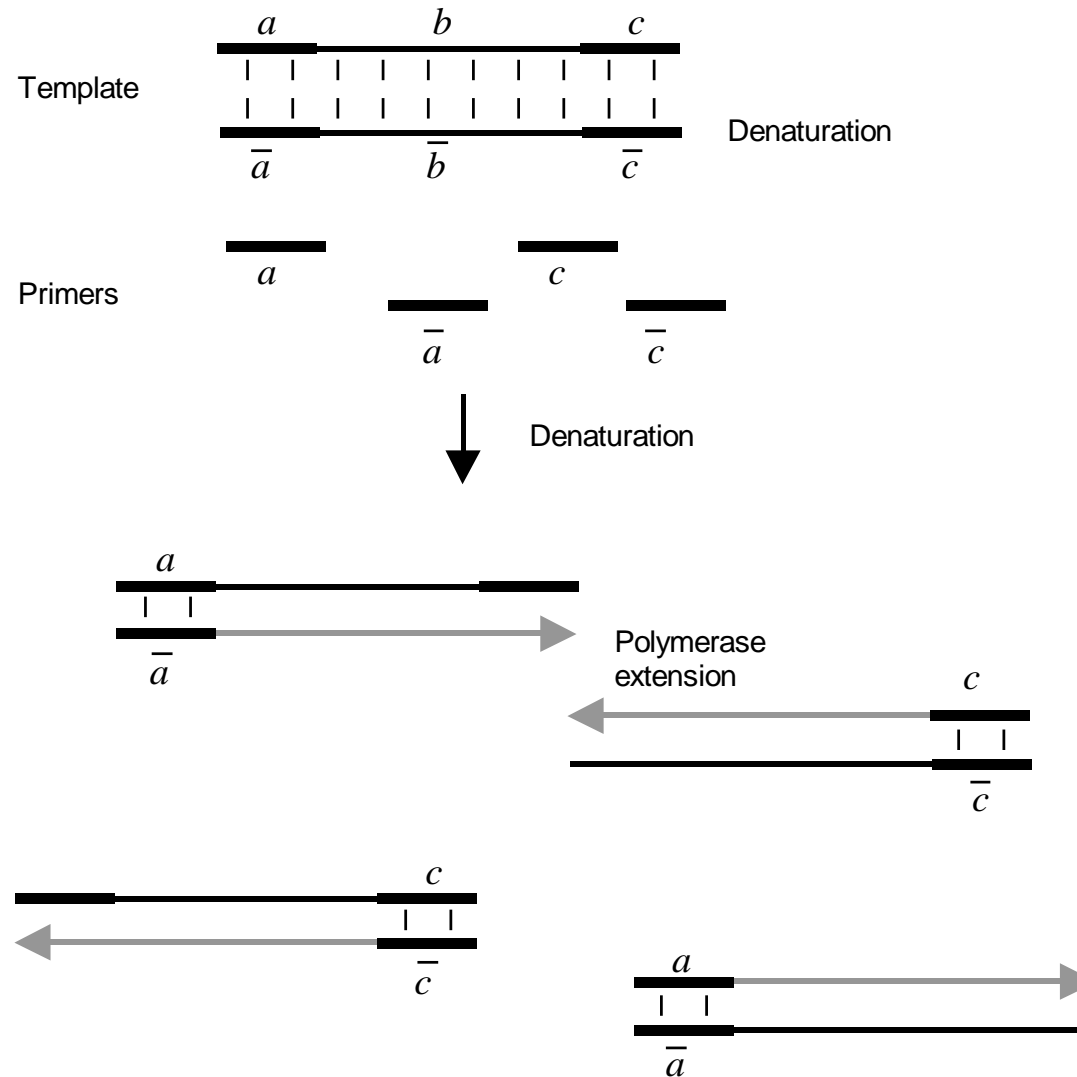 a b c
Template
Denaturation
a̅ b̅ c̅
a c
Primers
a̅ c̅
Denaturation
a
a̅
Polymerase
extension
c
c̅
c
c̅
a
a̅